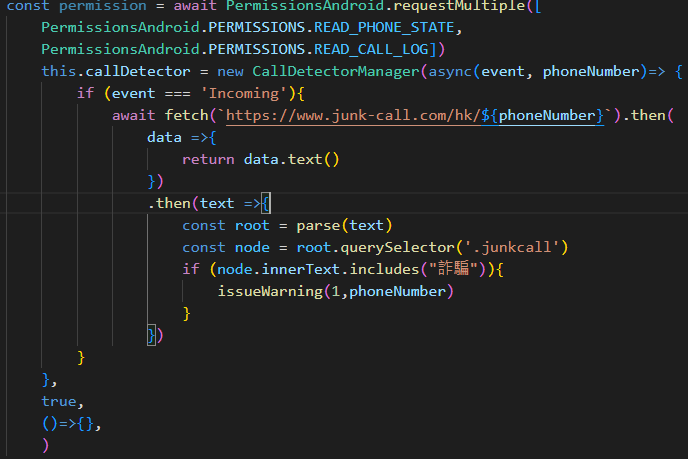 const permission = await PermissionsAndroid.requestMultiple([
PermissionsAndroid.PERMISSIONS.READ_PHONE_STATE,
PermissionsAndroid.PERMISSIONS.READ_CALL_LOG])
this.callDetector = new CallDetectorManager(async(event, phoneNumber)=> {
if (event === 'Incoming'){
await fetch(`https://www.junk-call.com/hk/${phoneNumber}`).then(
data =>{
return data.text()
})
.then(text =>{
const root = parse(text)
const node = root.querySelector('.junkcall')
if (node.innerText.includes("詐騙")){
issueWarning(1,phoneNumber)
}
})
}
},
true,
()=>{},
)